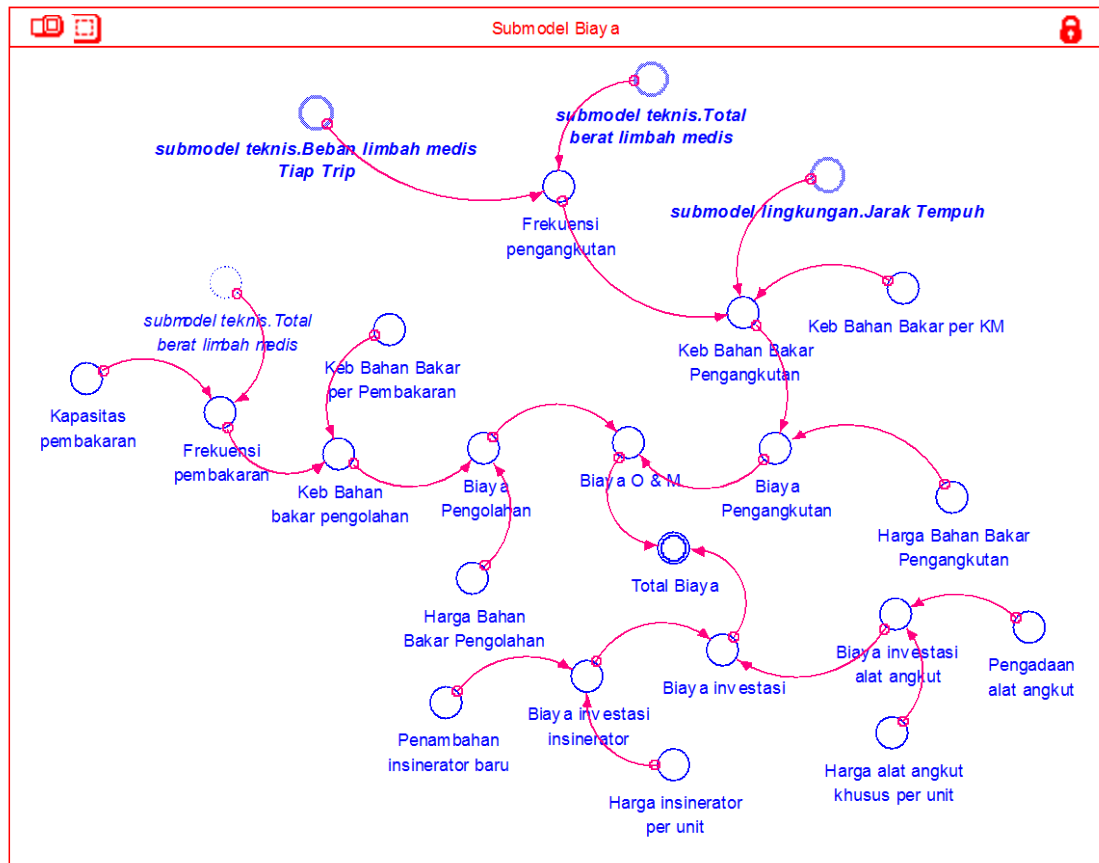 Submodel Biaya
submodel teknis.Beban limbah medis
Tiap Trip
submodel teknis.Total
berat limbah medis
submodel lingkungan.Jarak Tempuh
Frekuensi
pengangkutan
submodel teknis.Total
berat limbah medis
Keb Bahan Bakar per KM
Keb Bahan Bakar
Pengangkutan
Keb Bahan Bakar
per Pembakaran
Kapasitas
pembakaran
Frekuensi
pembakaran
Keb Bahan
bakar pengolahan
Biaya
Pengolahan
Biaya O & M
Biaya
Pengangkutan
Harga Bahan Bakar
Pengangkutan
Total Biaya
Harga Bahan
Bakar Pengolahan
Biaya investasi
alat angkut
Pengadaan
alat angkut
Biaya investasi
Biaya investasi
insinerator
Penambahan
insinerator baru
Harga insinerator
per unit
Harga alat angkut
khusus per unit